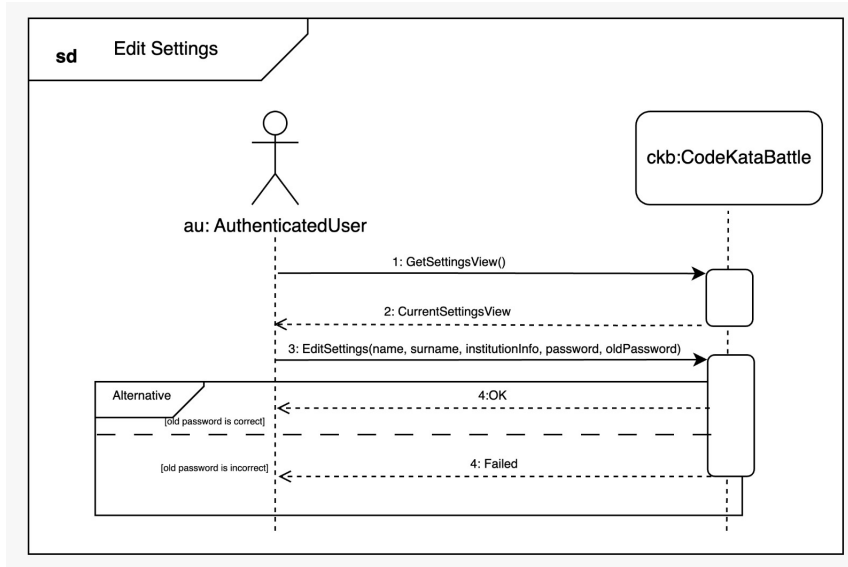 sd Edit Settings
ckb:CodeKataBattle
au: AuthenticatedUser
1: GetSettingsView()
2: CurrentSettingsView
3: EditSettings(name, surname, institutionInfo, password, oldPassword)
Alternative
4:OK
[old password is correct]
[old password is incorrect]
4: Failed